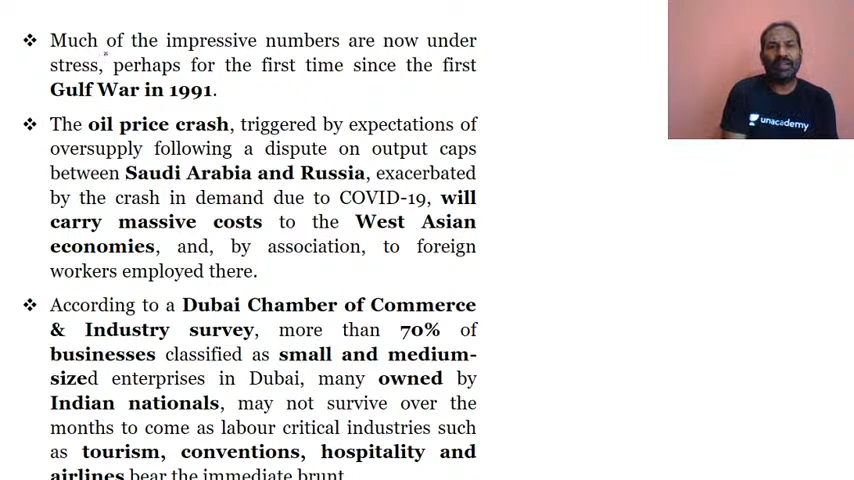 ❖ Much of the impressive numbers are now under
stress, perhaps for the first time since the first
Gulf War in 1991.
❖ The oil price crash, triggered by expectations of
oversupply following a dispute on output caps
between Saudi Arabia and Russia, exacerbated
by the crash in demand due to COVID-19, will
carry massive costs to the West Asian
economies, and, by association, to foreign
workers employed there.
❖ According to a Dubai Chamber of Commerce
& Industry survey, more than 70% of
businesses classified as small and medium-
sized enterprises in Dubai, many owned by
Indian nationals, may not survive over the
months to come as labour critical industries such
as tourism, conventions, hospitality and
airlines bear the immediate brunt.
unacademy